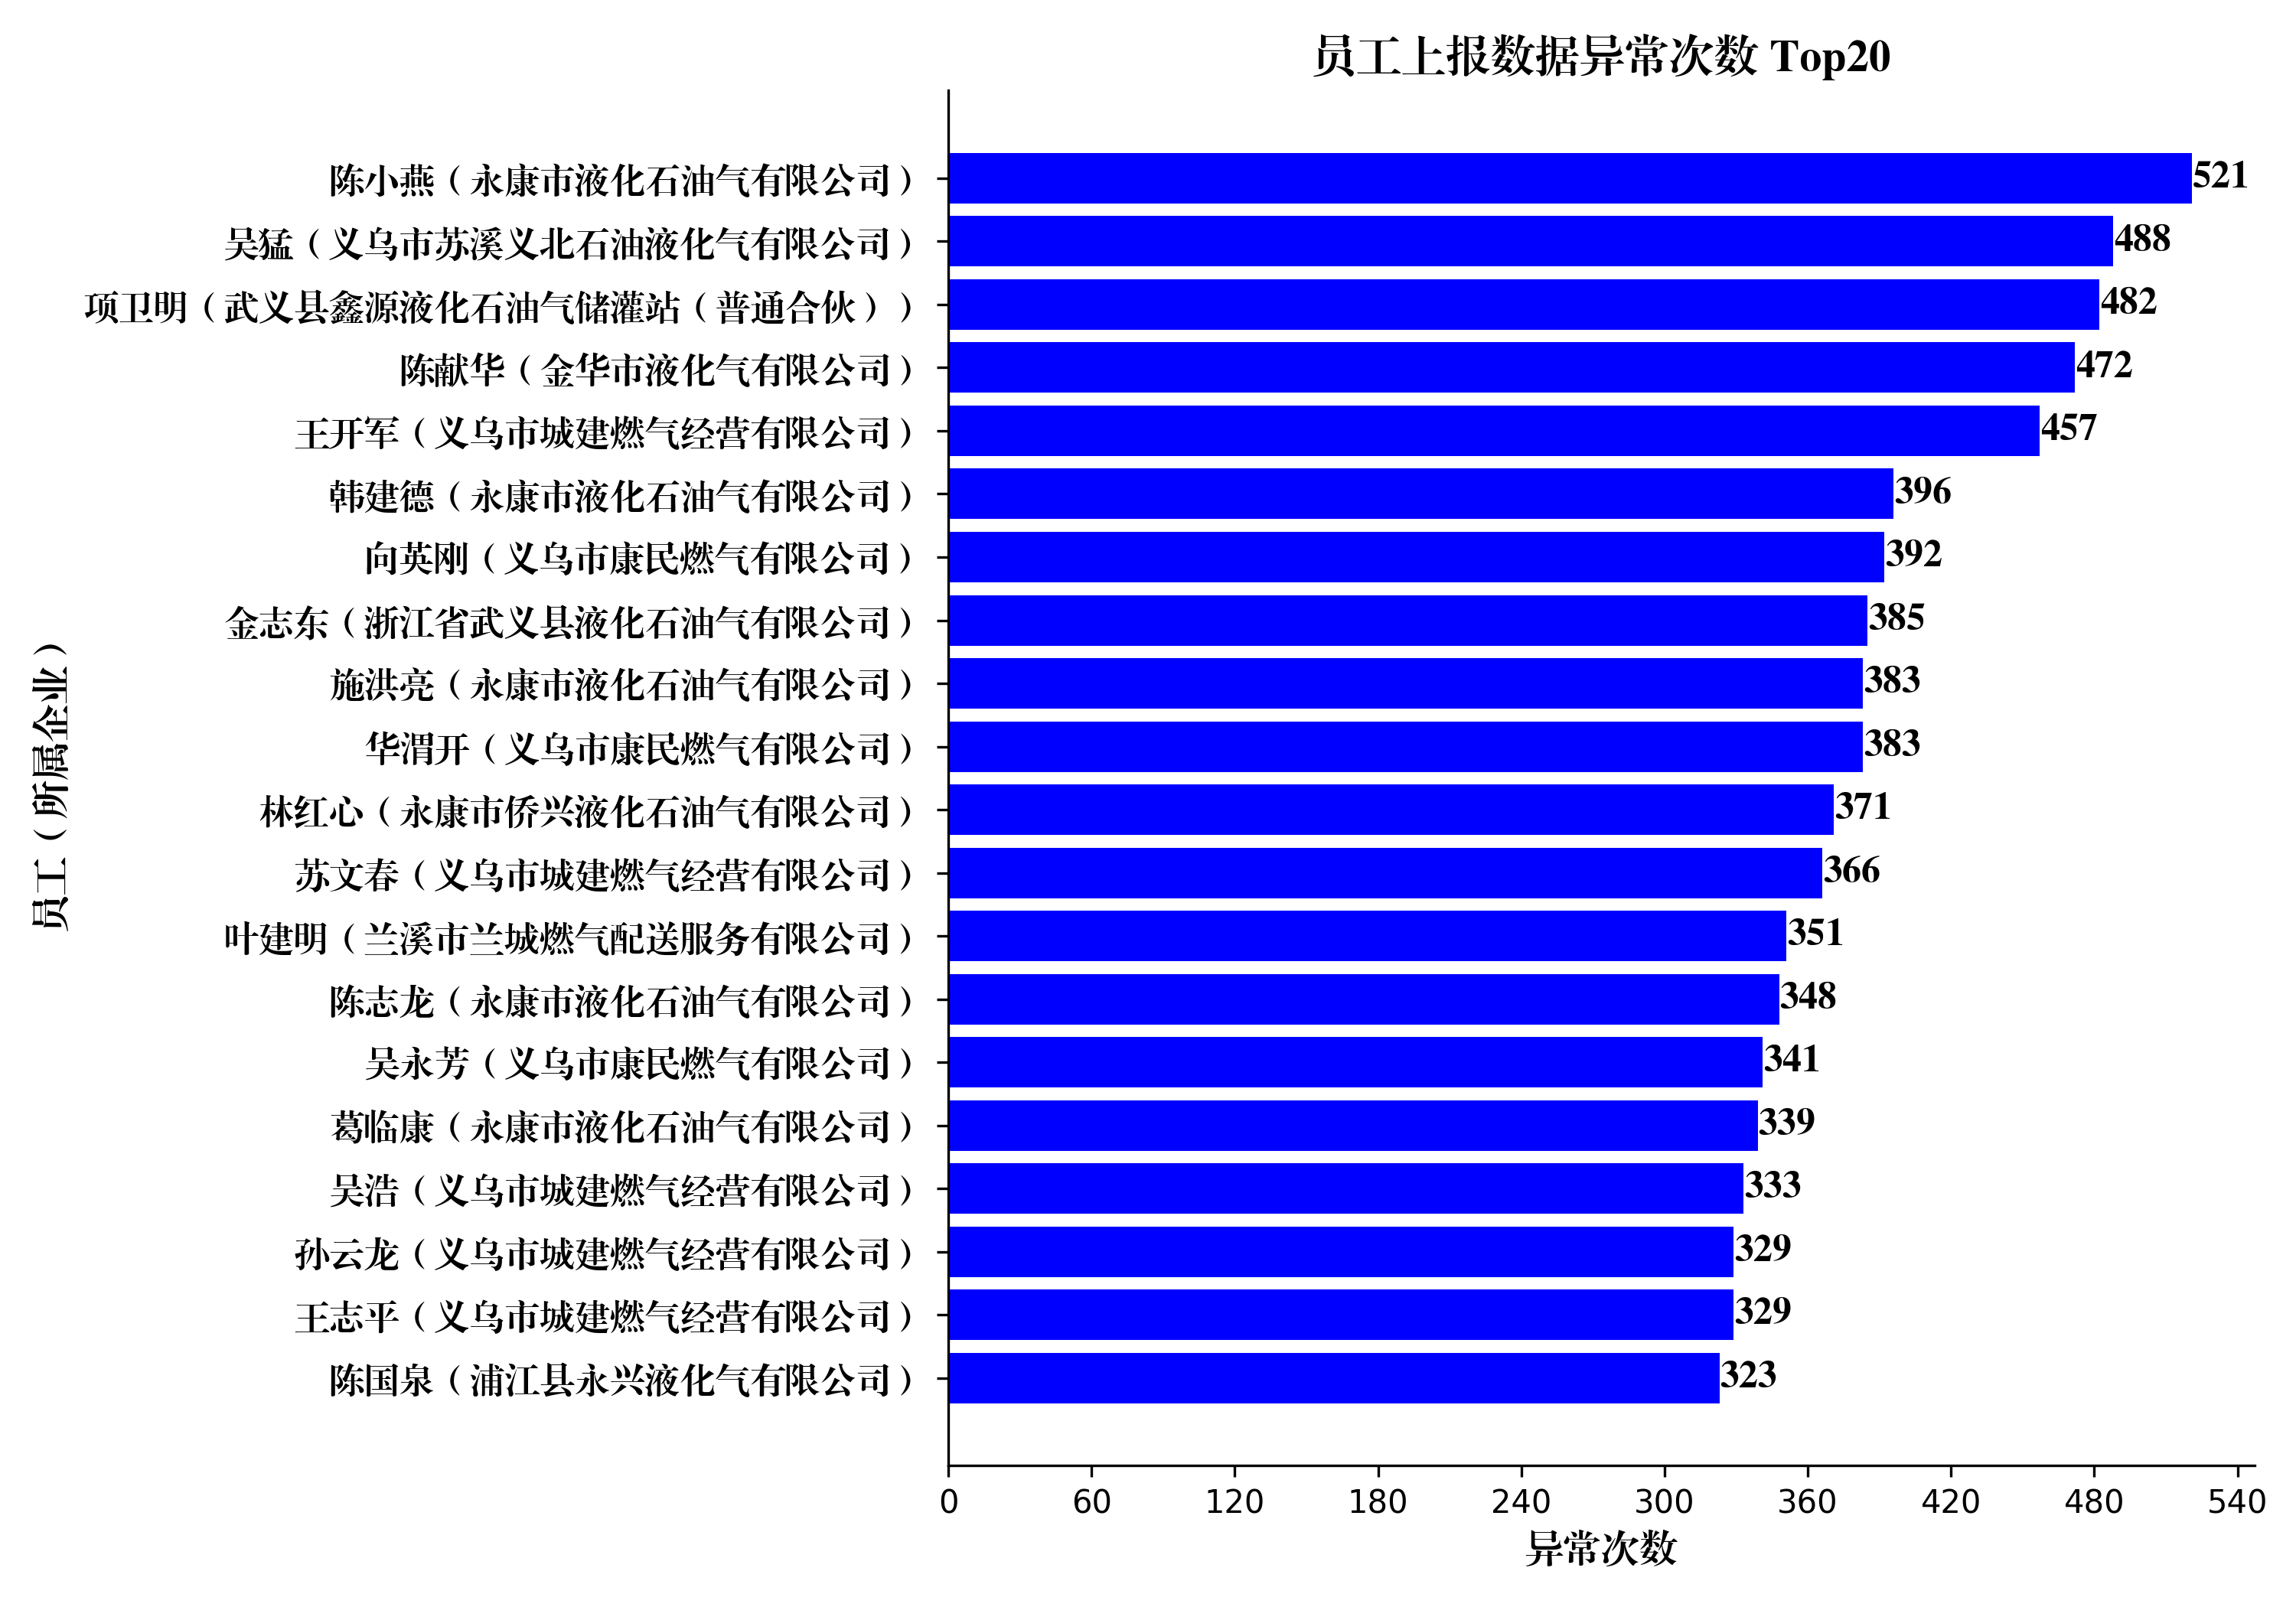 员工上报数据异常次数 Top20
陈小燕（永康市液化石油气有限公司） 521
吴猛（义乌市苏溪义北石油液化气有限公司） 488
项卫明（武义县鑫源液化石油气储灌站（普通合伙）） 482
陈献华（金华市液化气有限公司） 472
王开军（义乌市城建燃气经营有限公司） 457
韩建德（永康市液化石油气有限公司） 396
向英刚（义乌市康民燃气有限公司） 392
金志东（浙江省武义县液化石油气有限公司） 385
施洪亮（永康市液化石油气有限公司） 383
华渭开（义乌市康民燃气有限公司） 383
林红心（永康市侨兴液化石油气有限公司） 371
苏文春（义乌市城建燃气经营有限公司） 366
叶建明（兰溪市兰城燃气配送服务有限公司） 351
陈志龙（永康市液化石油气有限公司） 348
吴永芳（义乌市康民燃气有限公司） 341
葛临康（永康市液化石油气有限公司） 339
吴浩（义乌市城建燃气经营有限公司） 333
孙云龙（义乌市城建燃气经营有限公司） 329
王志平（义乌市城建燃气经营有限公司） 329
陈国泉（浦江县永兴液化气有限公司） 323
员工（所属企业）
0 60 120 180 240 300 360 420 480 540
异常次数